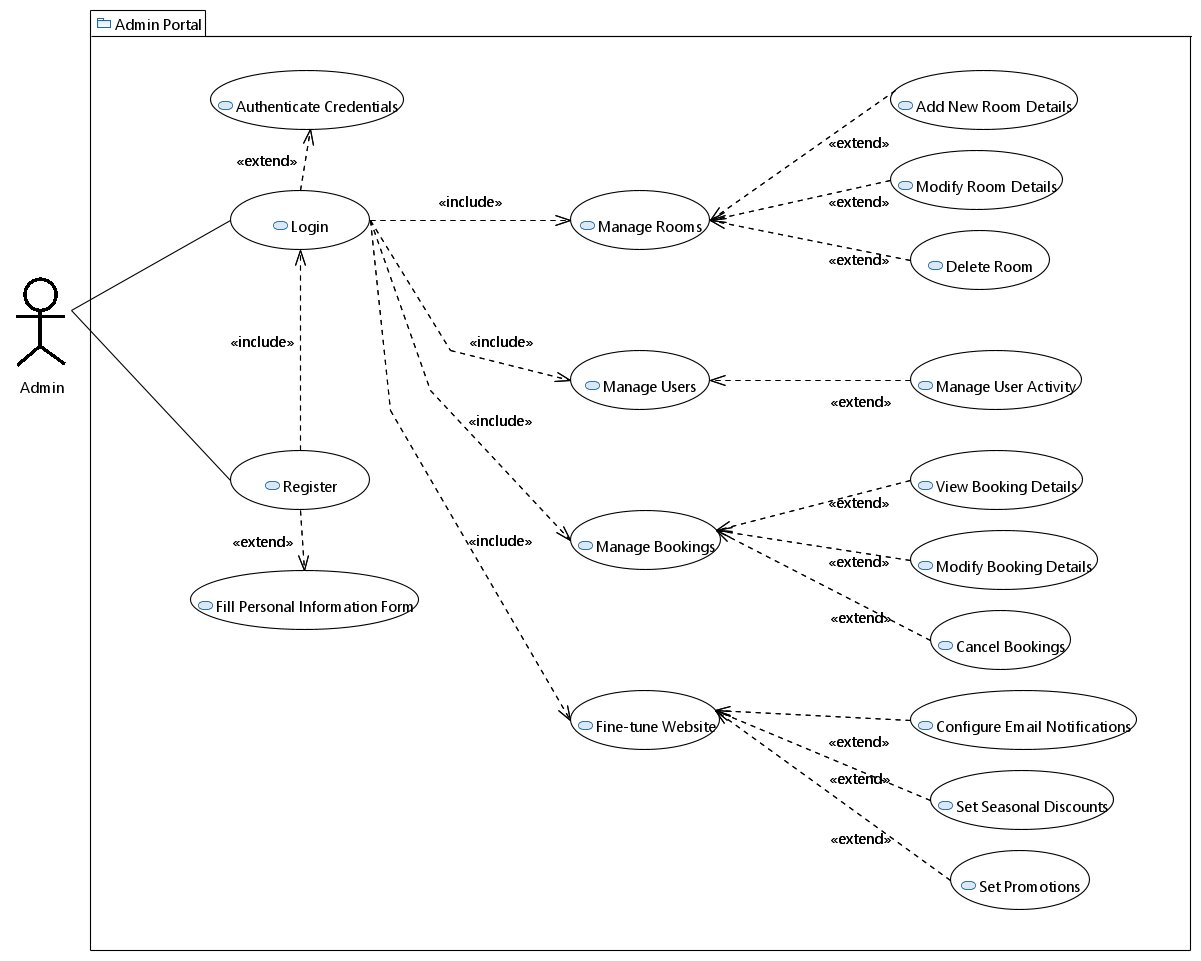 Admin Portal
Authenticate Credentials
«extend»
Login
«include»
Manage Rooms
Add New Room Details
«extend»
Modify Room Details
«extend»
Delete Room
«extend»
Admin
«include»
«include»
Manage Users
Manage User Activity
«extend»
«include»
Register
«extend»
Fill Personal Information Form
Manage Bookings
View Booking Details
«extend»
Modify Booking Details
«extend»
Cancel Bookings
«extend»
«include»
Fine-tune Website
Configure Email Notifications
«extend»
Set Seasonal Discounts
«extend»
Set Promotions
«extend»